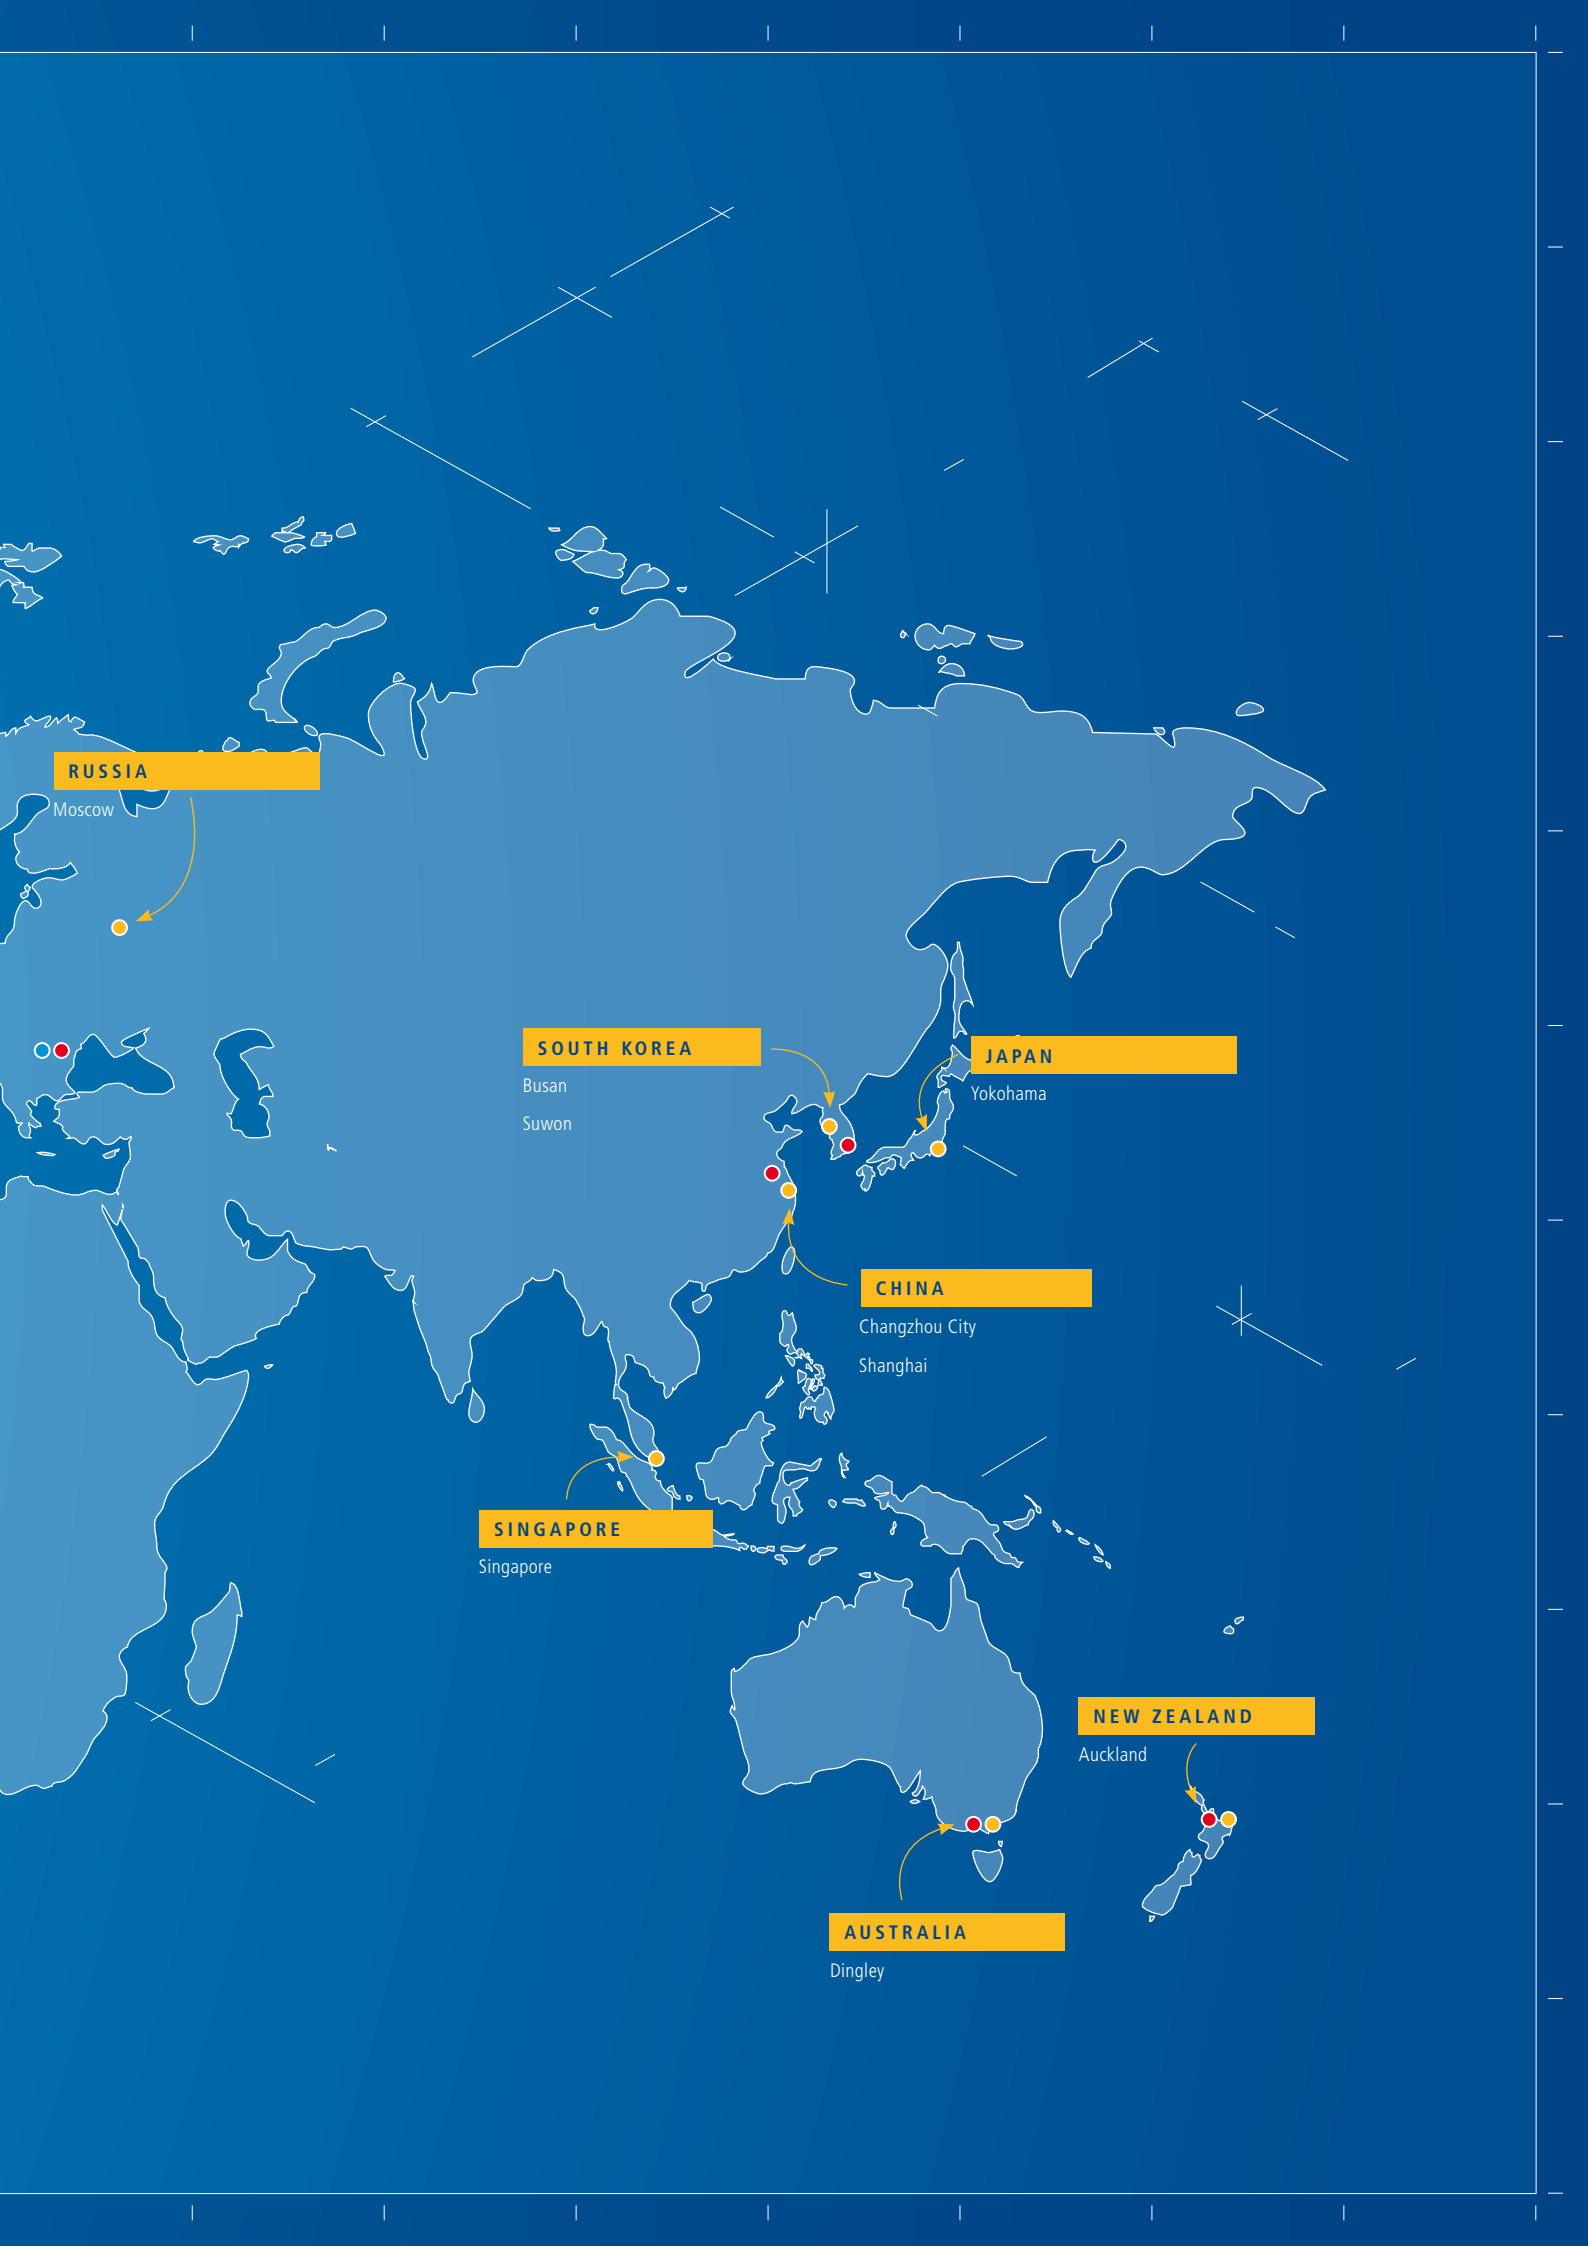 RUSSIA
Moscow
SOUTH KOREA
Busan
Suwon
JAPAN
Yokohama
CHINA
Changzhou City
Shanghai
SINGAPORE
Singapore
NEW ZEALAND
Auckland
AUSTRALIA
Dingley